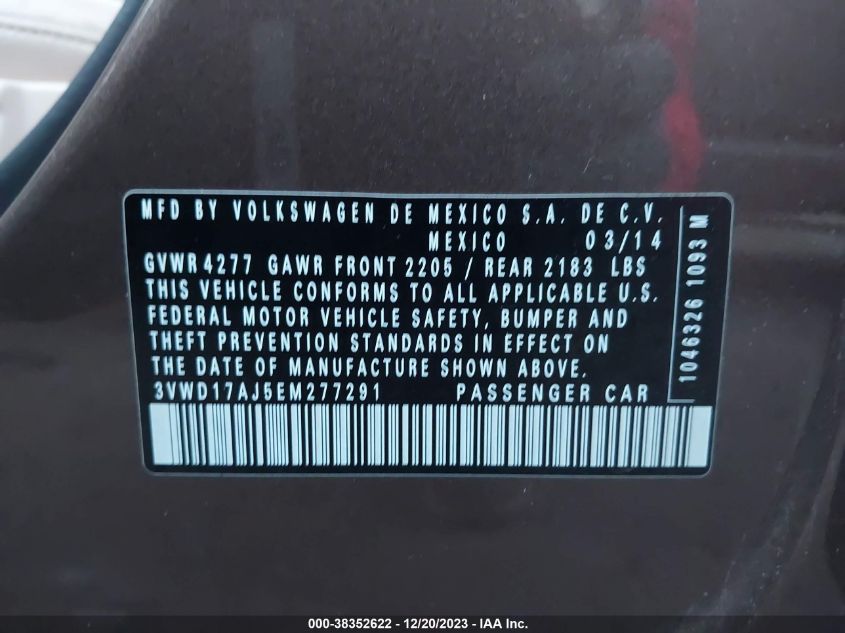 MFD BY VOLKSWAGEN DE MEXICO S.A. DE C.V.
MEXICO 03/14
GVWR 4277 GAWR FRONT 2205 / REAR 2183 LBS
THIS VEHICLE CONFORMS TO ALL APPLICABLE U.S.
FEDERAL MOTOR VEHICLE SAFETY, BUMPER AND
THEFT PREVENTION STANDARDS IN EFFECT ON
THE DATE OF MANUFACTURE SHOWN ABOVE.
3VWD17AJ5EM277291 PASSENGER CAR
1046326 1093 M
000-38352622 - 12/20/2023 - IAA Inc.